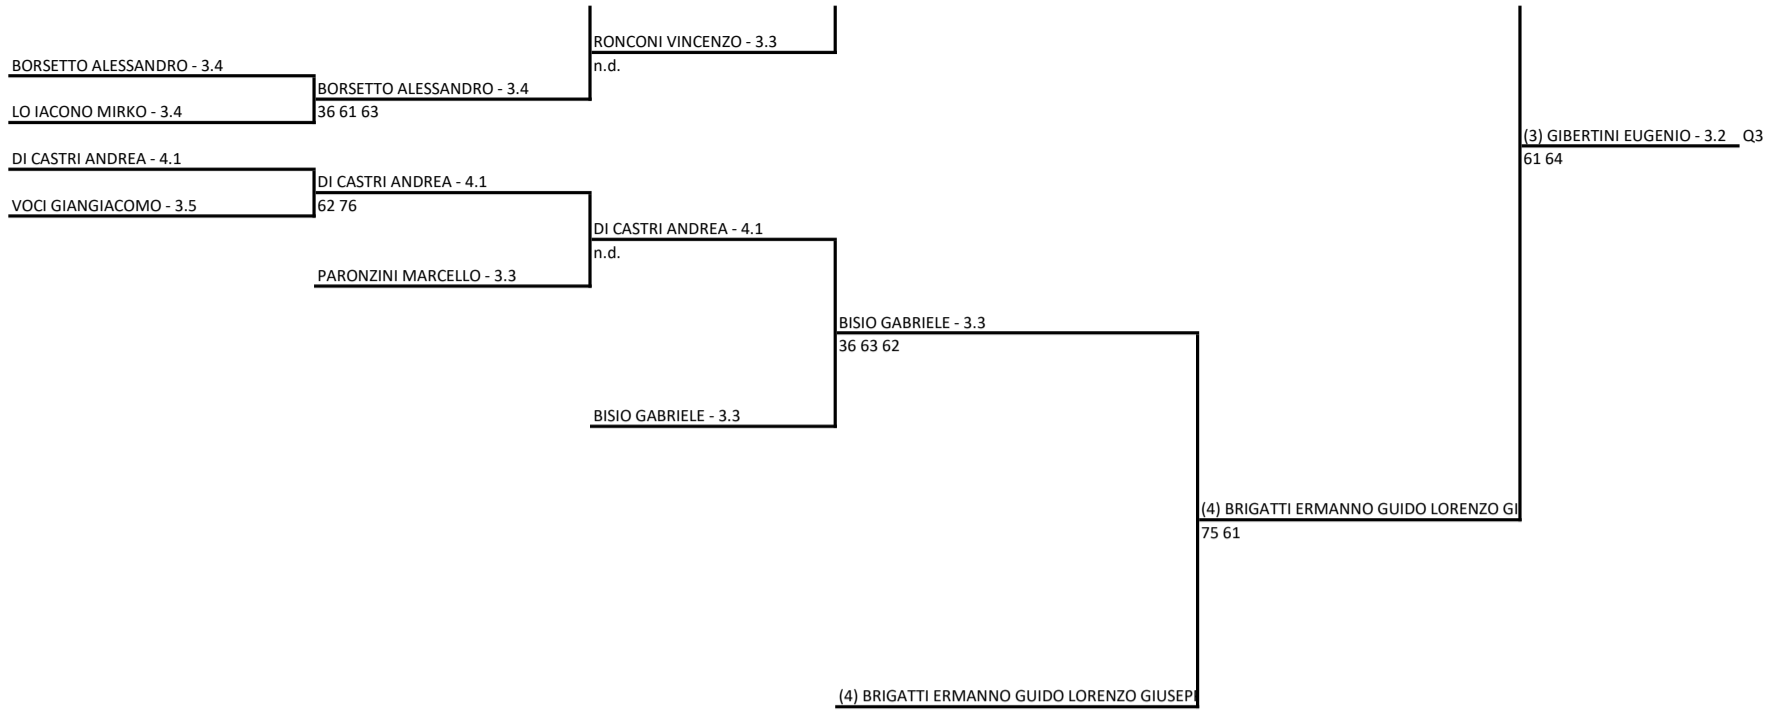 RONCONI VINCENZO - 3.3
BORSETTO ALESSANDRO - 3.4
n.d.
BORSETTO ALESSANDRO - 3.4
LO IACONO MIRKO - 3.4
36 61 63
(3) GIBERTINI EUGENIO - 3.2 Q3
DI CASTRI ANDREA - 4.1
61 64
DI CASTRI ANDREA - 4.1
VOCI GIANGIACOMO - 3.5
62 76
DI CASTRI ANDREA - 4.1
n.d.
PARONZINI MARCELLO - 3.3
BISIO GABRIELE - 3.3
36 63 62
BISIO GABRIELE - 3.3
(4) BRIGATTI ERMANNO GUIDO LORENZO GI
75 61
(4) BRIGATTI ERMANNO GUIDO LORENZO GIUSEPI